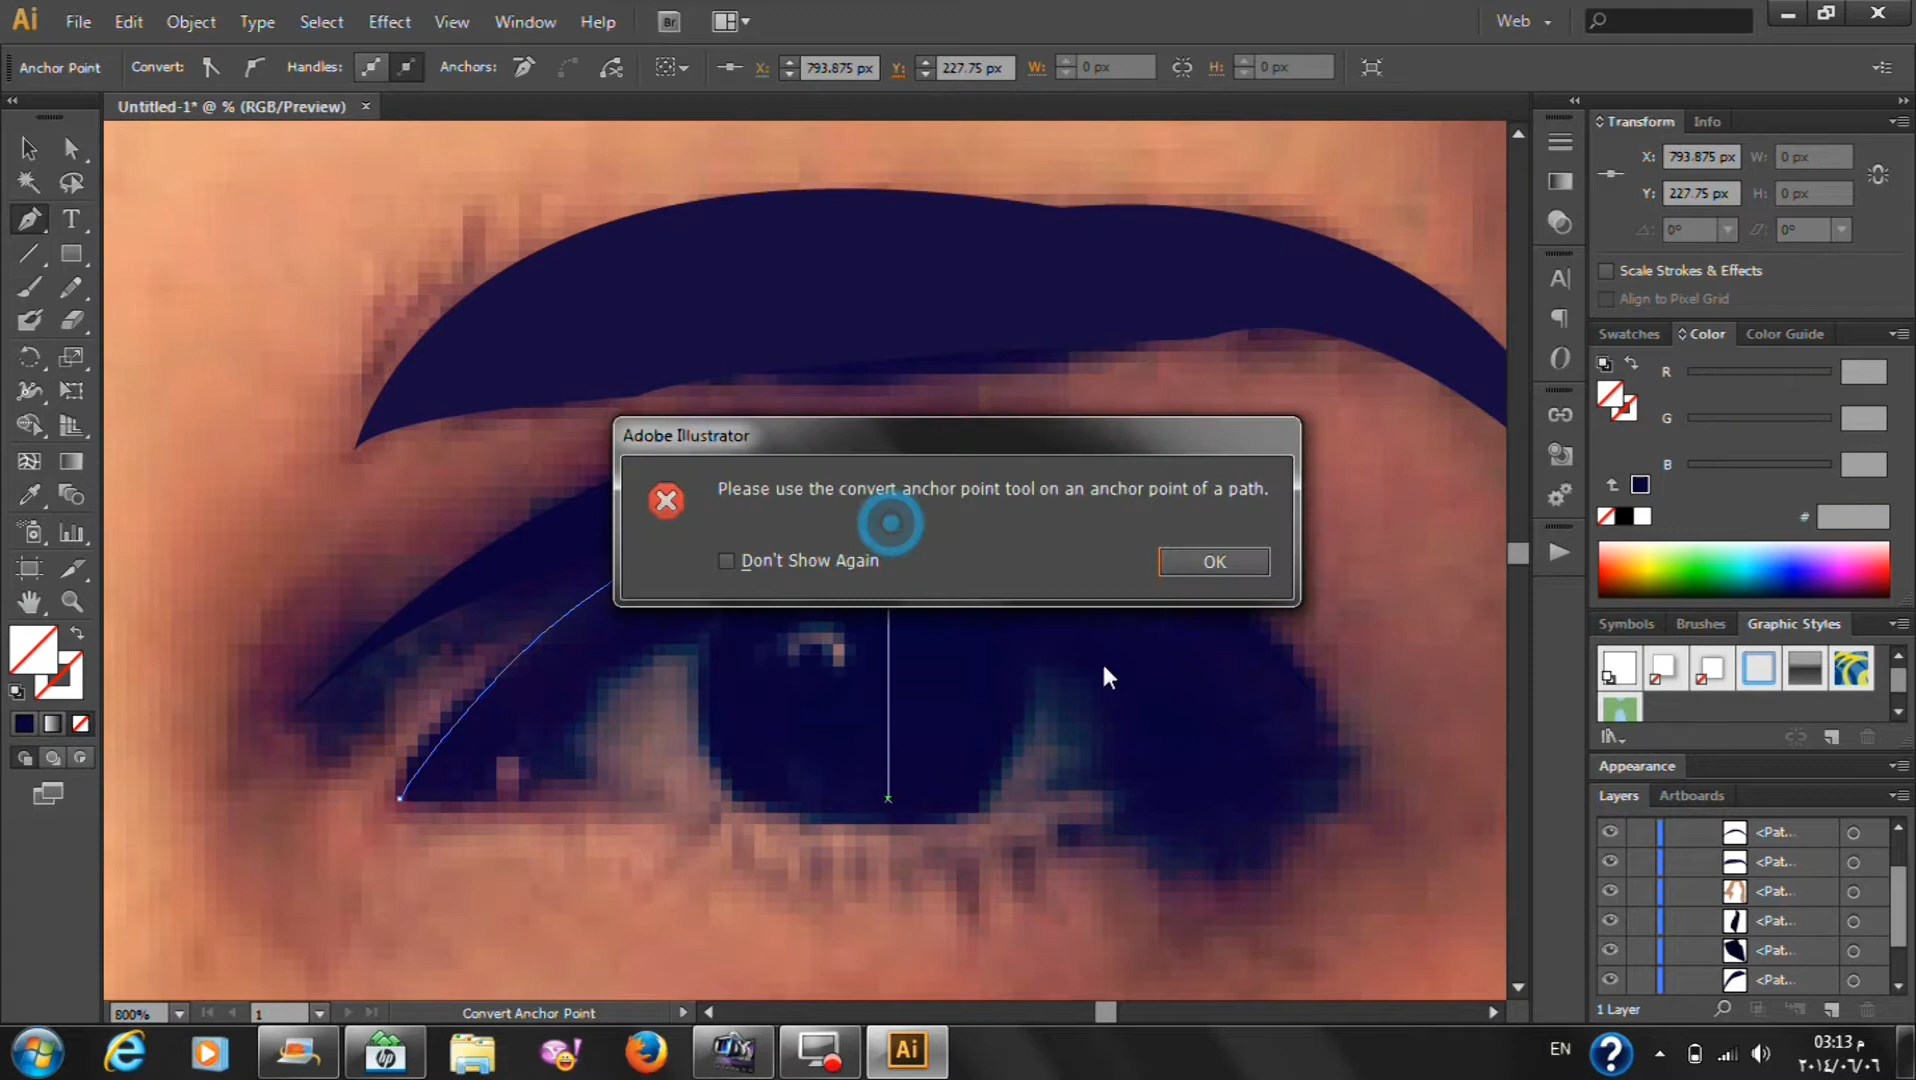 Ai File Edit Object Type Select Effect View Window Help Br Web
Anchor Point Convert: Handles: Anchors: X: 793.875 px Y: 227.75 px W: 0 px H: 0 px
Untitled-1* @ % (RGB/Preview) ×
Transform Info
X: 793.875 px W: 0 px
Y: 227.75 px H: 0 px
0° 0°
Scale Strokes & Effects
Align to Pixel Grid
Swatches Color Color Guide
R
G
B
#
Adobe Illustrator
Please use the convert anchor point tool on an anchor point of a path.
Don't Show Again
OK
Symbols Brushes Graphic Styles
Appearance
Layers Artboards
<Pat...
<Pat...
<Pat...
<Pat...
<Pat...
<Pat...
1 Layer
800% 1 Convert Anchor Point
hp Ai EN
03:13 م
٢٠١٤/٠٦/٠٦